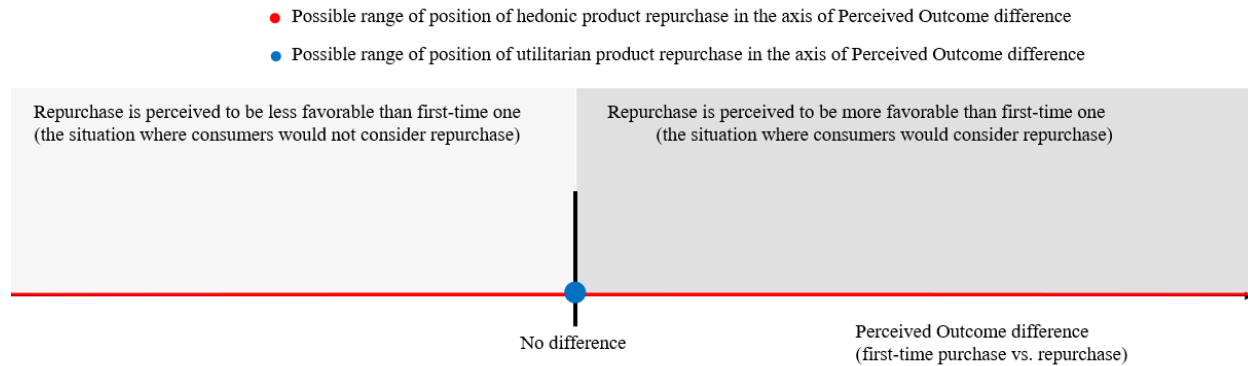 Possible range of position of hedonic product repurchase in the axis of Perceived Outcome difference
Possible range of position of utilitarian product repurchase in the axis of Perceived Outcome difference
Repurchase is perceived to be less favorable than first-time one
(the situation where consumers would not consider repurchase)
Repurchase is perceived to be more favorable than first-time one
(the situation where consumers would consider repurchase)
No difference
Perceived Outcome difference
(first-time purchase vs. repurchase)